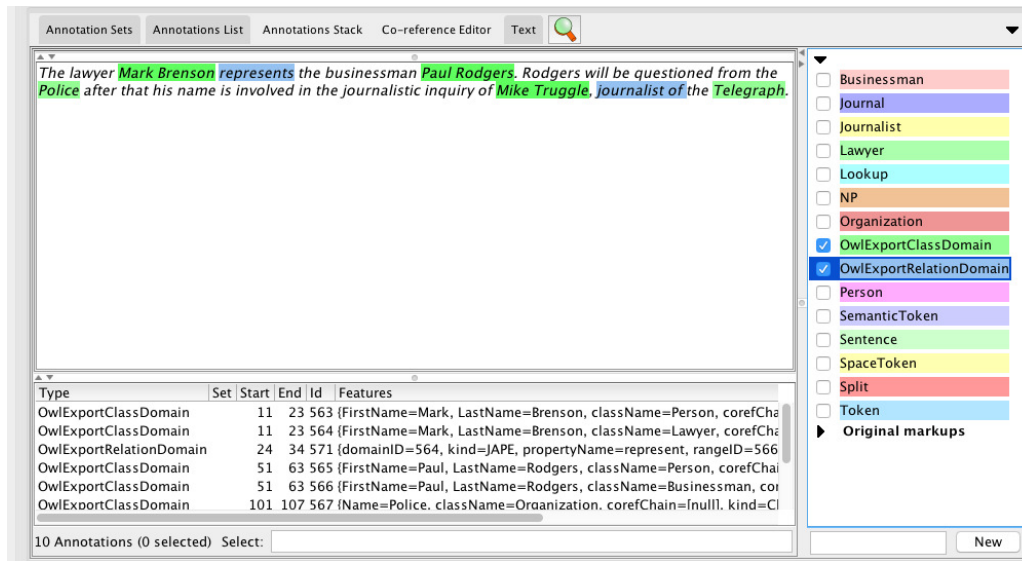 Annotation Sets Annotations List Annotations Stack Co-reference Editor Text
The lawyer Mark Brenson represents the businessman Paul Rodgers. Rodgers will be questioned from the
Police after that his name is involved in the journalistic inquiry of Mike Truggle, journalist of the Telegraph.
Type Set Start End Id Features
OwlExportClassDomain 11 23 563 {FirstName=Mark, LastName=Brenson, className=Person, corefCha
OwlExportClassDomain 11 23 564 {FirstName=Mark, LastName=Brenson, className=Lawyer, corefCha
OwlExportRelationDomain 24 34 571 {domainID=564, kind=JAPE, propertyName=represent, rangeID=566
OwlExportClassDomain 51 63 565 {FirstName=Paul, LastName=Rodgers, className=Person, corefChai
OwlExportClassDomain 51 63 566 {FirstName=Paul, LastName=Rodgers, className=Businessman, cor
OwlExportClassDomain 101 107 567 {Name=Police, className=Organization, corefChain=[null], kind=Cl
10 Annotations (0 selected) Select:
Businessman
Journal
Journalist
Lawyer
Lookup
NP
Organization
OwlExportClassDomain
OwlExportRelationDomain
Person
SemanticToken
Sentence
SpaceToken
Split
Token
Original markups
New